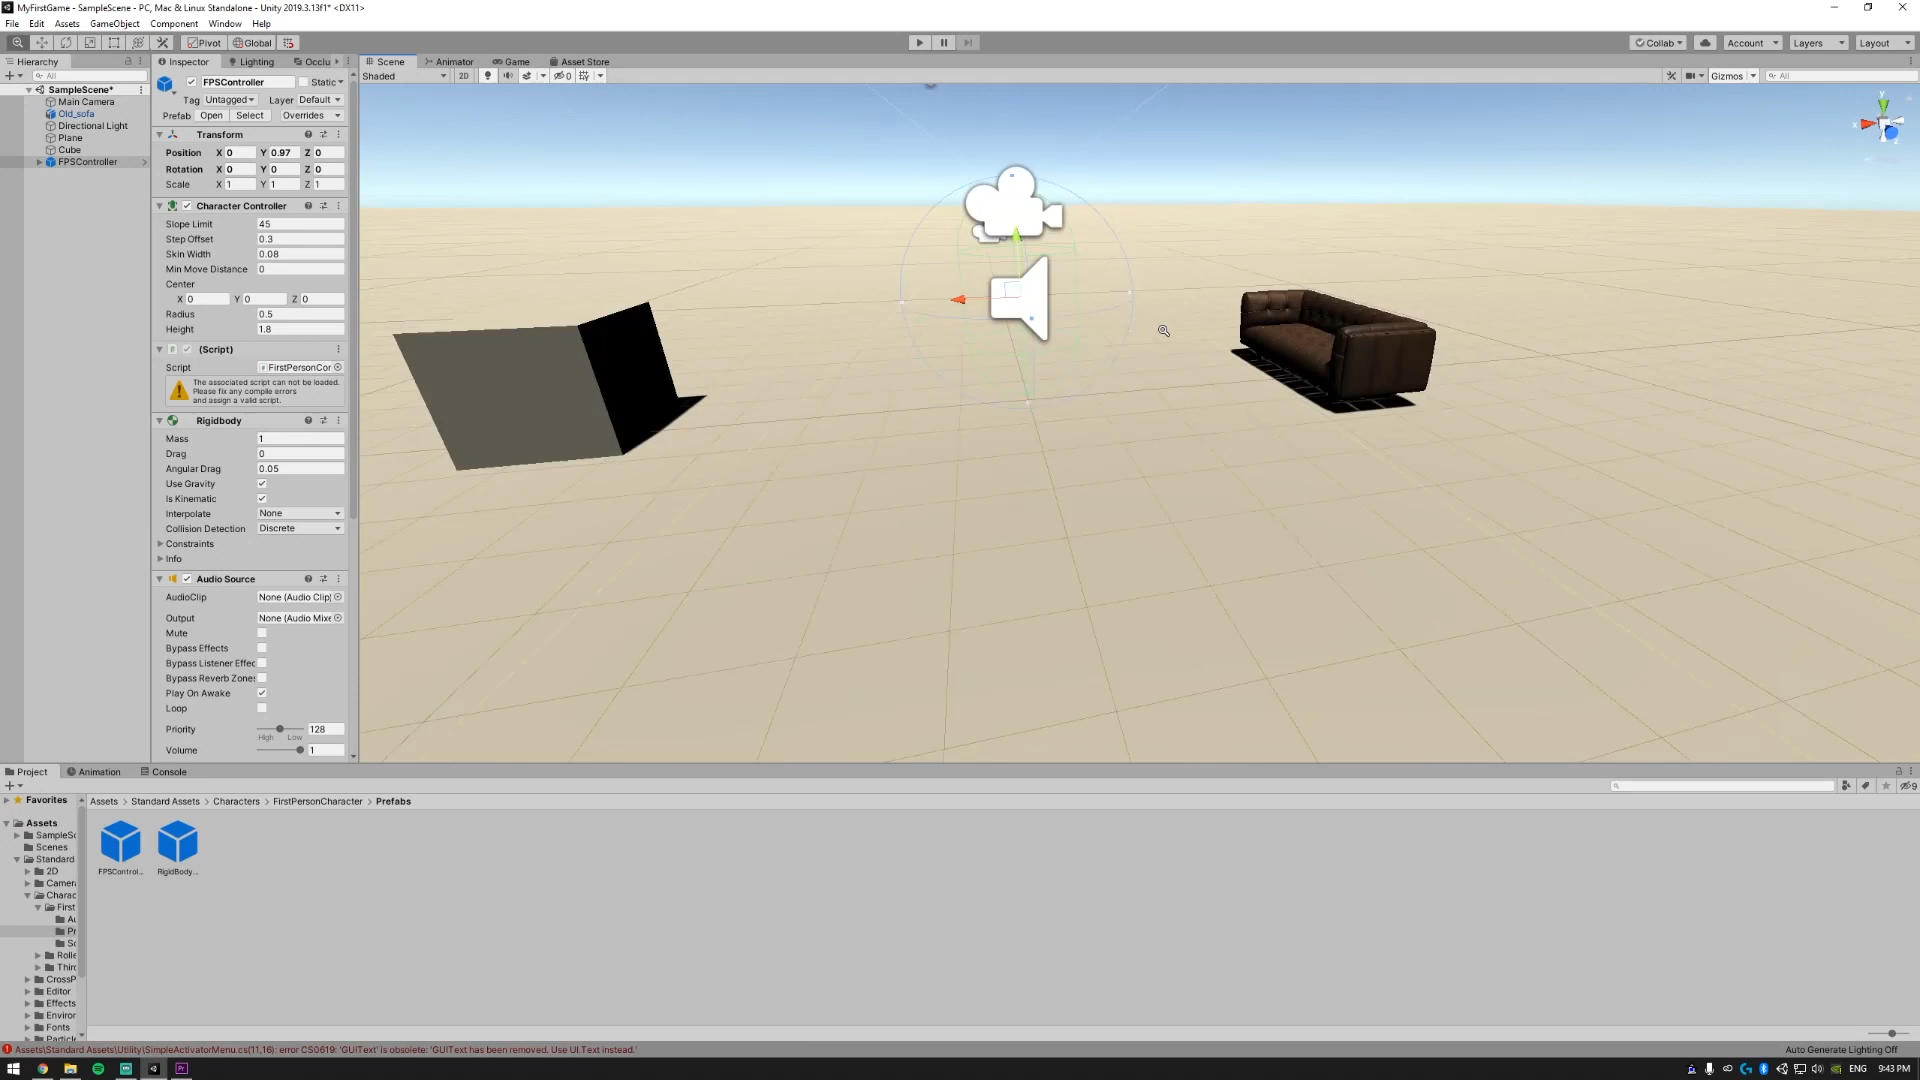 MyFirstGame - SampleScene - PC, Mac & Linux Standalone - Unity 2019.3.13f1* <DX11>
File Edit Assets GameObject Component Window Help
Pivot Global Collab Account Layers Layout
Hierarchy
All
SampleScene*
Main Camera
Old_sofa
Directional Light
Plane
Cube
FPSController
Inspector Lighting Occlu
FPSController Static
Tag Untagged Layer Default
Prefab Open Select Overrides
Transform
Position X 0 Y 0.97 Z 0
Rotation X 0 Y 0 Z 0
Scale X 1 Y 1 Z 1
Character Controller
Slope Limit 45
Step Offset 0.3
Skin Width 0.08
Min Move Distance 0
Center
X 0 Y 0 Z 0
Radius 0.5
Height 1.8
(Script)
Script FirstPersonCor
The associated script can not be loaded.
Please fix any compile errors
and assign a valid script.
Rigidbody
Mass 1
Drag 0
Angular Drag 0.05
Use Gravity
Is Kinematic
Interpolate None
Collision Detection Discrete
Constraints
Info
Audio Source
AudioClip None (Audio Clip)
Output None (Audio Mixe
Mute
Bypass Effects
Bypass Listener Effec
Bypass Reverb Zone:
Play On Awake
Loop
Priority 128
High Low
Volume 1
Scene Animator Game Asset Store
Shaded 2D 0 Gizmos All
y
x
z
Project Animation Console
9
Favorites
Assets
SampleSc
Scenes
Standard
2D
Camera
Charac
First
Au
Pr
Sc
Rolle
Thirc
CrossP
Editor
Effects
Enviror
Fonts
Particle
Assets > Standard Assets > Characters > FirstPersonCharacter > Prefabs
FPSControl...
RigidBody...
Assets\Standard Assets\Utility\SimpleActivatorMenu.cs(11,16): error CS0619: 'GUIText' is obsolete: 'GUIText has been removed. Use UI.Text instead.'
Auto Generate Lighting Off
Pr
ENG 9:43 PM